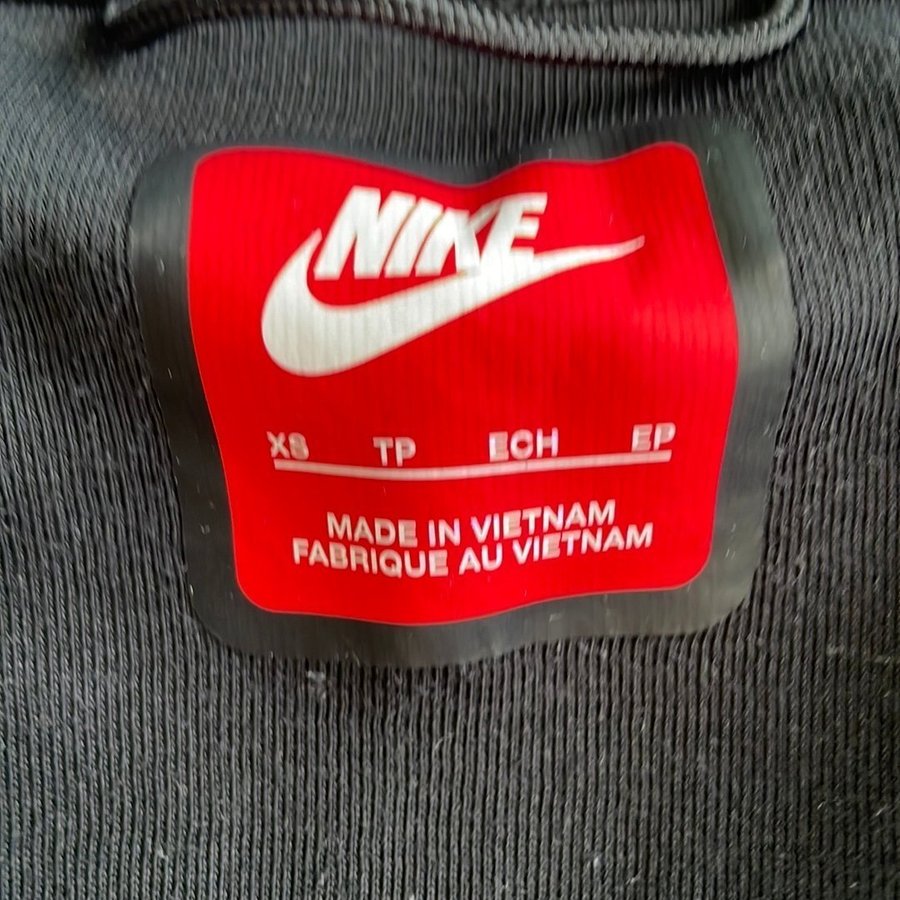 NIKE
XS TP ECH EP
MADE IN VIETNAM
FABRIQUE AU VIETNAM